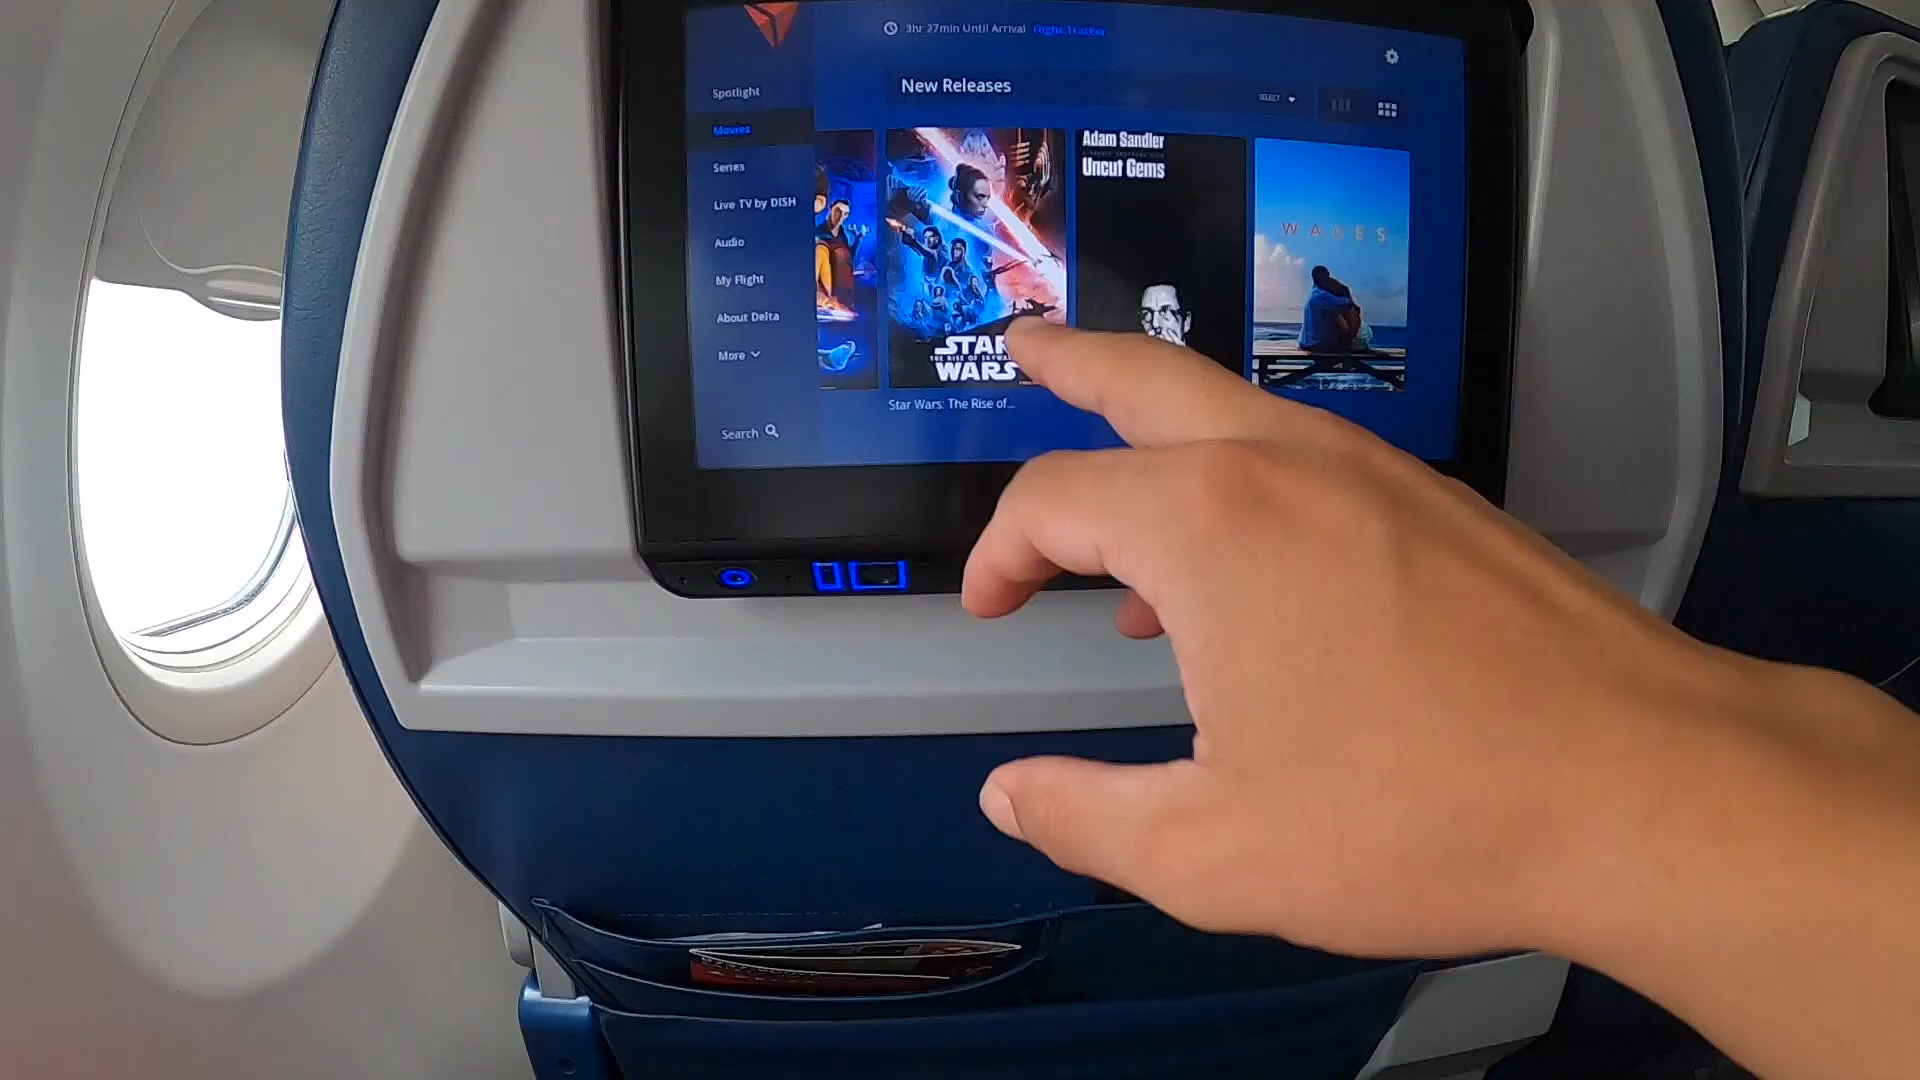 3hr 27min Until Arrival Flight Tracker
Spotlight
Movies
Series
Live TV by DISH
Audio
My Flight
About Delta
More
Search
New Releases
SELECT
STAR
THE RISE OF
WARS
Star Wars: The Rise of...
Adam Sandler
Uncut Gems
WAVES